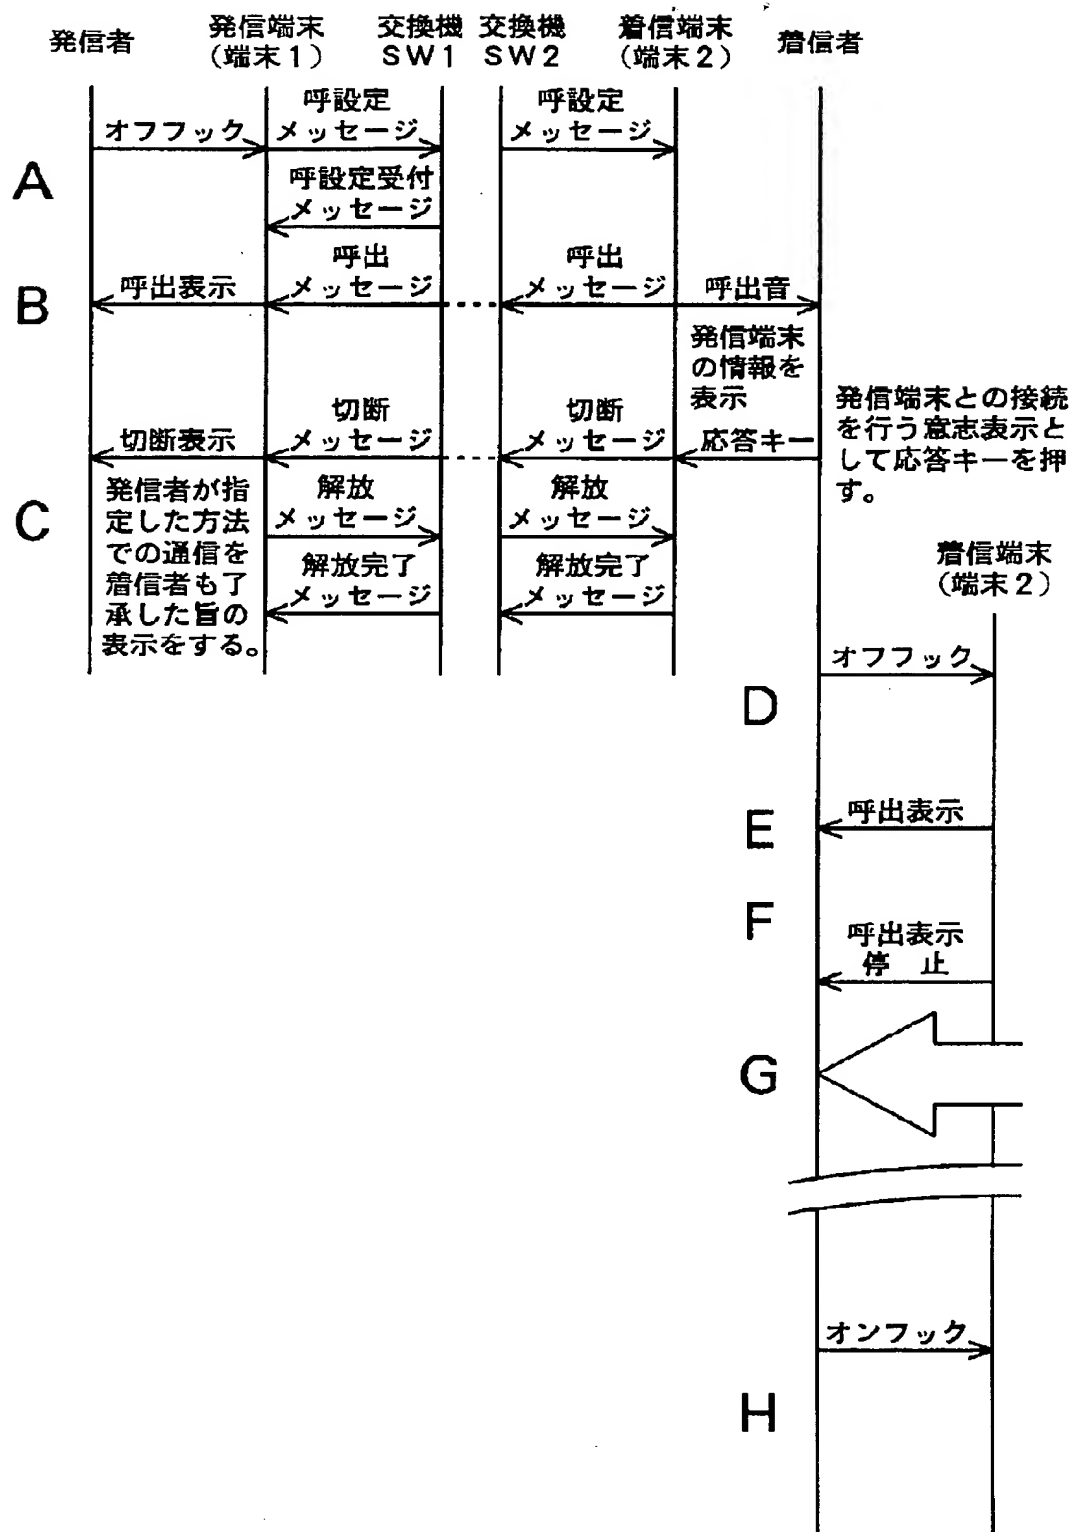 発信者
発信端末
(端末1)
交換機
SW1
交換機
SW2
着信端末
(端末2)
着信者
オフフック
呼設定
メッセージ
呼設定
メッセージ
A
呼設定受付
メッセージ
B
呼出表示
呼出
メッセージ
呼出
メッセージ
呼出音
発信端末
の情報を
表示
切断表示
切断
メッセージ
切断
メッセージ
応答キー
発信端末との接続
を行う意志表示と
して応答キーを押
す。
C
発信者が指
定した方法
での通信を
着信者も了
承した旨の
表示をする。
解放
メッセージ
解放
メッセージ
解放完了
メッセージ
解放完了
メッセージ
着信端末
(端末2)
オフフック
D
E
呼出表示
F
呼出表示
停 止
G
オンフック
H